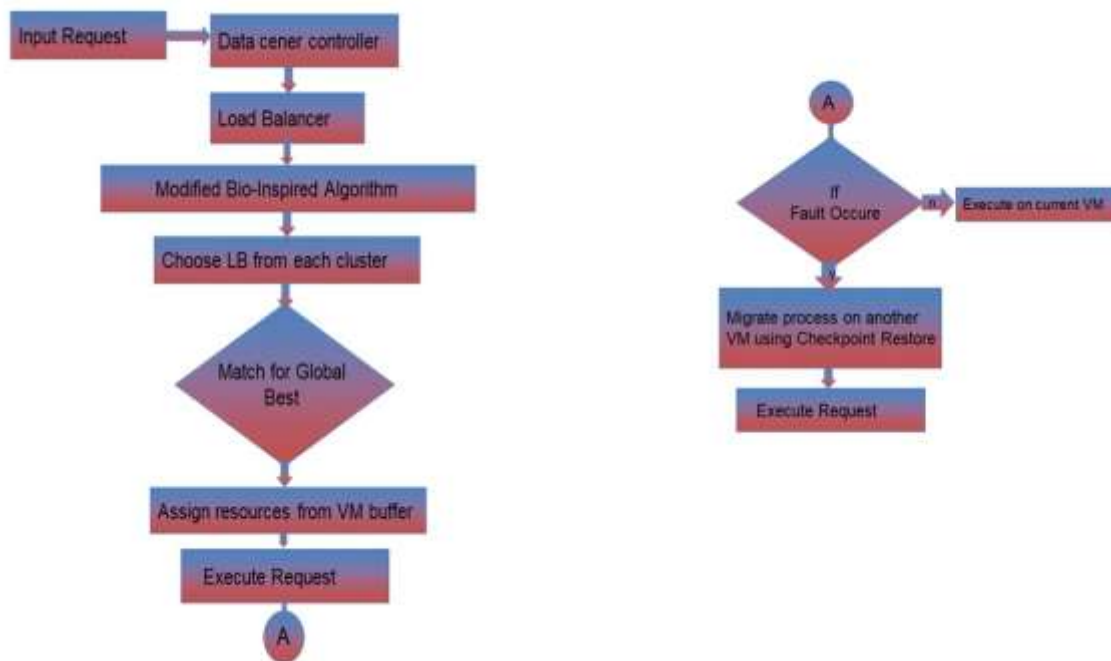 Input Request
Data cener controller
Load Balancer
Modified Bio-Inspired Algorithm
Choose LB from each cluster
Match for Global
Best
Assign resources from VM buffer
Execute Request
A
A
If
Fault Occure
n
Execute on current VM
y
Migrate process on another
VM using Checkpoint Restore
Execute Request